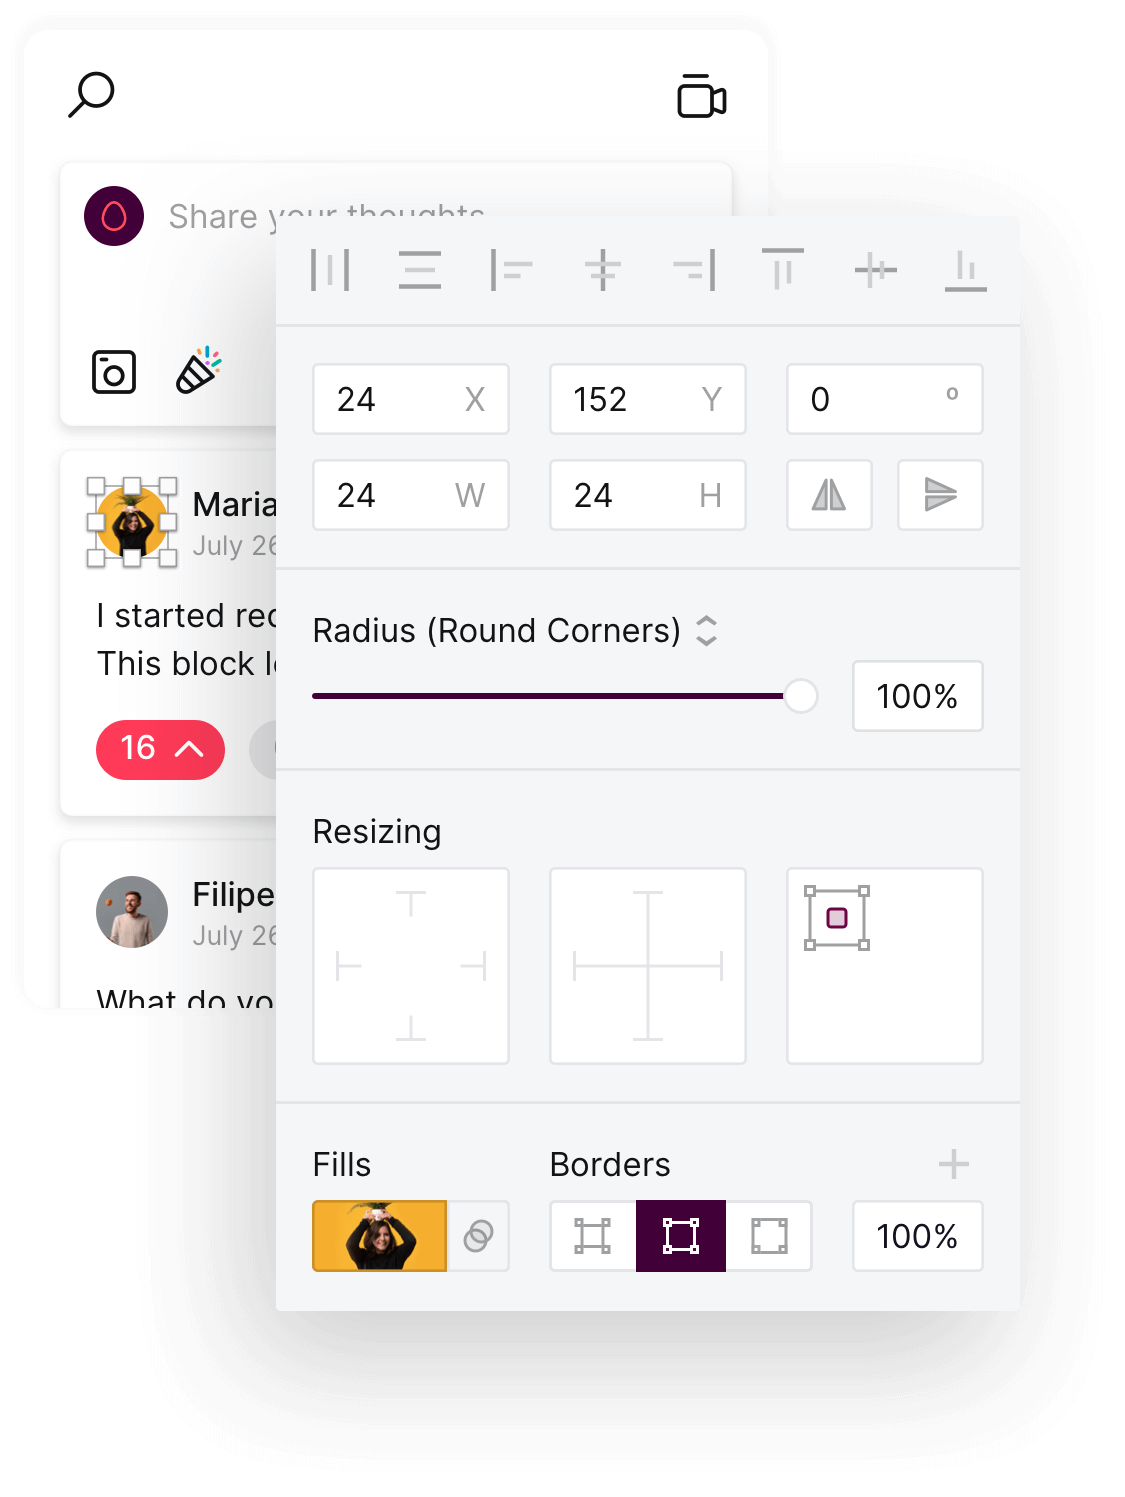 Share your thoughts
24 X
152 Y
0 º
24 W
24 H
Maria
July 26
I started rec
This block
Radius (Round Corners)
100%
16
Resizing
Filipe
July 26
What do yo
Fills
Borders
100%